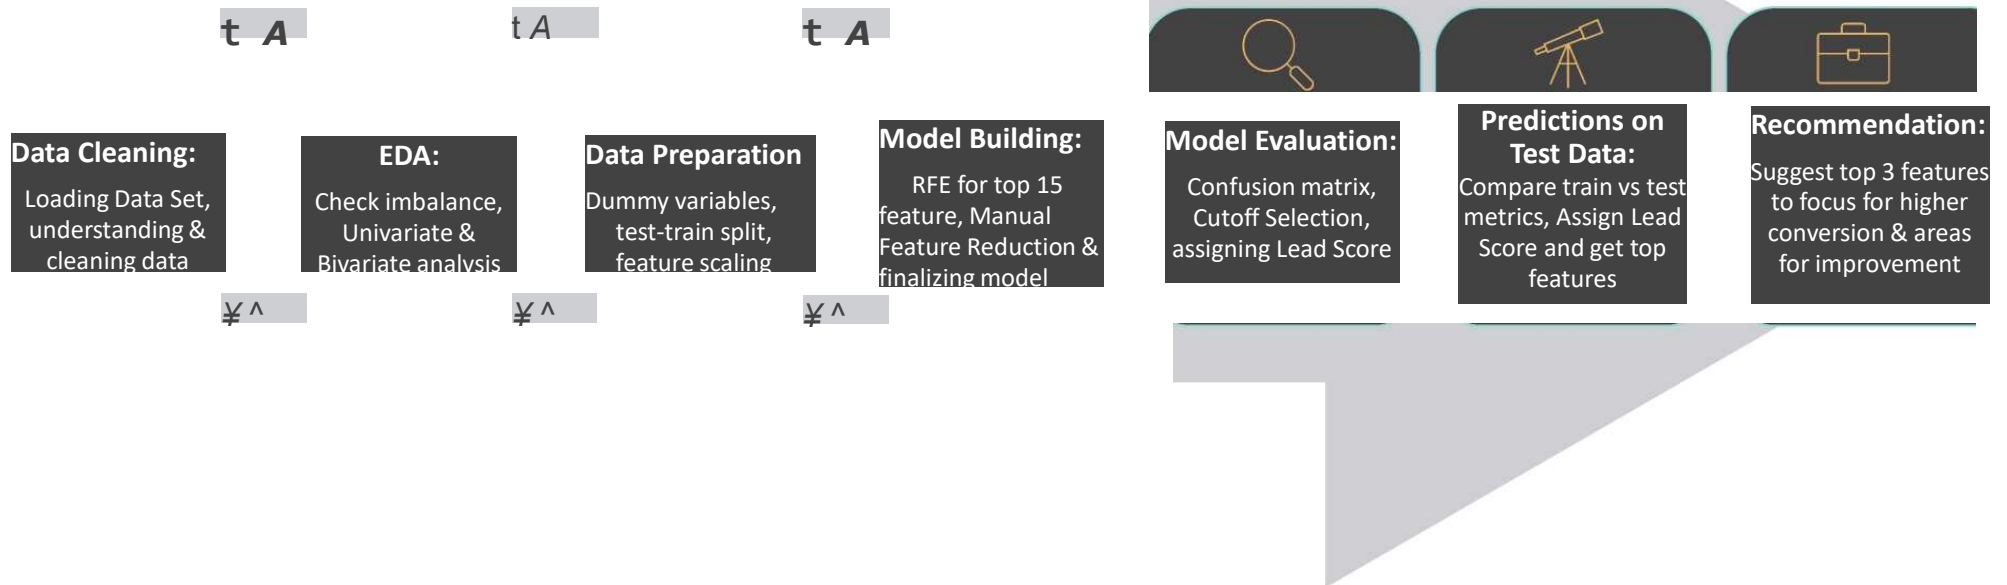 t A
t A
t A
Data Cleaning:
Loading Data Set,
understanding &
cleaning data
EDA:
Check imbalance,
Univariate &
Bivariate analysis
Data Preparation
Dummy variables,
test-train split,
feature scaling
Model Building:
RFE for top 15
feature, Manual
Feature Reduction &
finalizing model
Model Evaluation:
Confusion matrix,
Cutoff Selection,
assigning Lead Score
Predictions on
Test Data:
Compare train vs test
metrics, Assign Lead
Score and get top
features
Recommendation:
Suggest top 3 features
to focus for higher
conversion & areas
for improvement
¥ ^
¥ ^
¥ ^